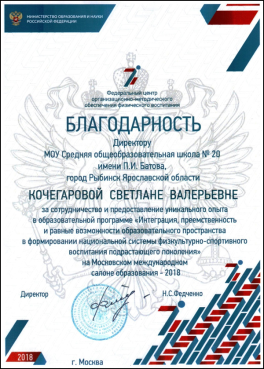 МИНИСТЕРСТВО ОБРАЗОВАНИЯ И НАУКИ
РОССИЙСКОЙ ФЕДЕРАЦИИ
Федеральный центр
организационно-методического
обеспечения физического воспитания
БЛАГОДАРНОСТЬ
Директору
МОУ Средняя общеобразовательная школа № 20
имени П.И. Батова,
город Рыбинск Ярославской области
КОЧЕГАРОВОЙ СВЕТЛАНЕ ВАЛЕРЬЕВНЕ
за сотрудничество и предоставление уникального опыта
в образовательной программе «Интеграция, преемственность
и равные возможности образовательного пространства
в формировании национальной системы физкультурно-спортивного
воспитания подрастающего поколения»
на Московском международном
салоне образования - 2018
Директор
Н.С.Федченко
2018
г. Москва